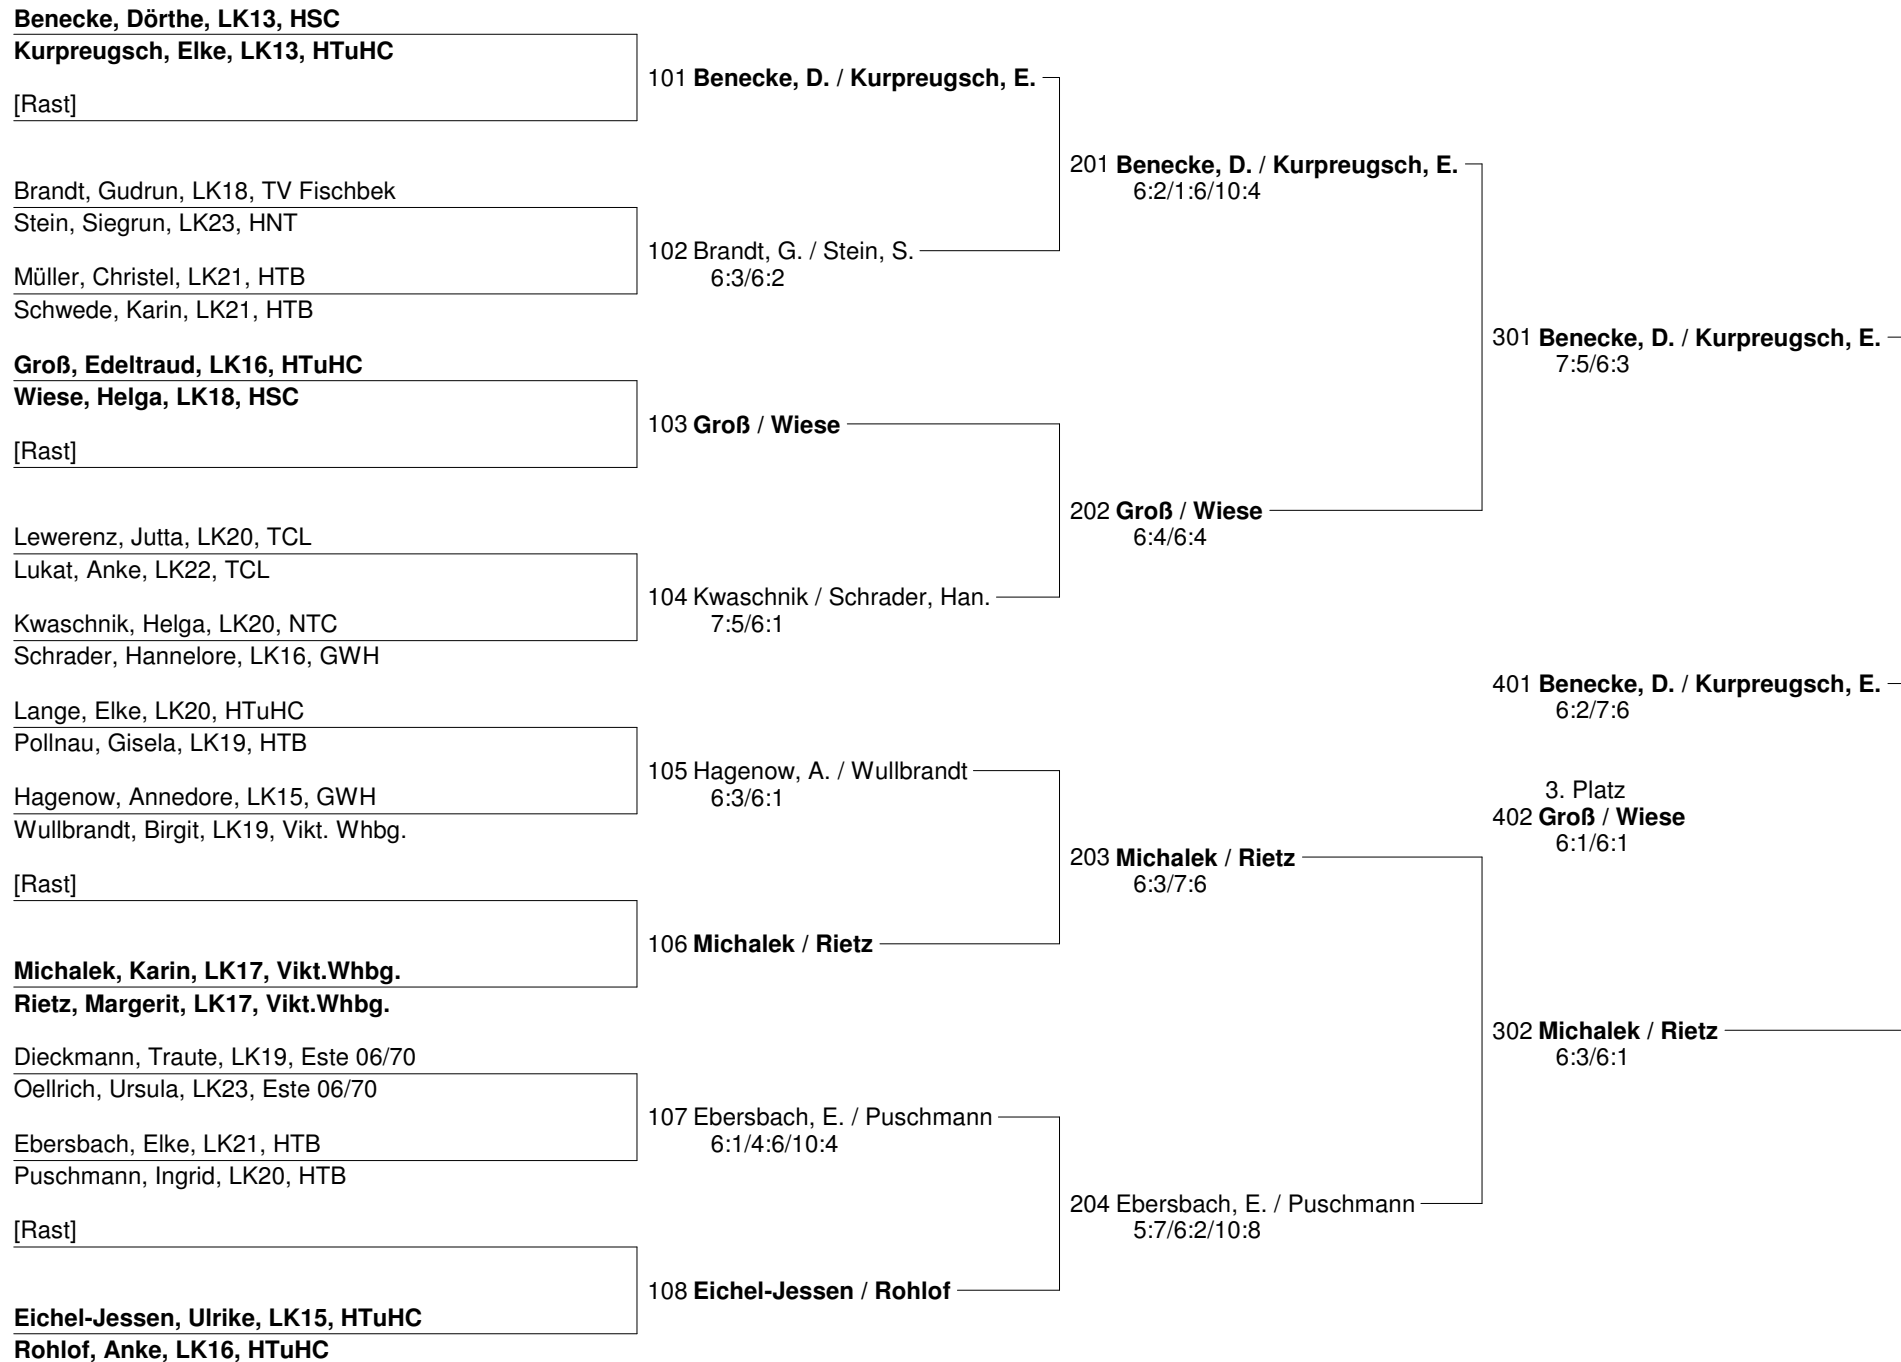 Benecke, Dörthe, LK13, HSC
Kurpreugsch, Elke, LK13, HTuHC
[Rast]
Brandt, Gudrun, LK18, TV Fischbek
Stein, Siegrun, LK23, HNT
Müller, Christel, LK21, HTB
Schwede, Karin, LK21, HTB
Groß, Edeltraud, LK16, HTuHC
Wiese, Helga, LK18, HSC
[Rast]
Lewerenz, Jutta, LK20, TCL
Lukat, Anke, LK22, TCL
Kwaschnik, Helga, LK20, NTC
Schrader, Hannelore, LK16, GWH
Lange, Elke, LK20, HTuHC
Pollnau, Gisela, LK19, HTB
Hagenow, Annedore, LK15, GWH
Wullbrandt, Birgit, LK19, Vikt. Whbg.
[Rast]
Michalek, Karin, LK17, Vikt.Whbg.
Rietz, Margerit, LK17, Vikt.Whbg.
Dieckmann, Traute, LK19, Este 06/70
Oellrich, Ursula, LK23, Este 06/70
Ebersbach, Elke, LK21, HTB
Puschmann, Ingrid, LK20, HTB
[Rast]
Eichel-Jessen, Ulrike, LK15, HTuHC
Rohlof, Anke, LK16, HTuHC
101 Benecke, D. / Kurpreugsch, E.
102 Brandt, G. / Stein, S.
6:3/6:2
103 Groß / Wiese
104 Kwaschnik / Schrader, Han.
7:5/6:1
105 Hagenow, A. / Wullbrandt
6:3/6:1
106 Michalek / Rietz
107 Ebersbach, E. / Puschmann
6:1/4:6/10:4
108 Eichel-Jessen / Rohlof
201 Benecke, D. / Kurpreugsch, E.
6:2/1:6/10:4
202 Groß / Wiese
6:4/6:4
203 Michalek / Rietz
6:3/7:6
204 Ebersbach, E. / Puschmann
5:7/6:2/10:8
301 Benecke, D. / Kurpreugsch, E.
7:5/6:3
401 Benecke, D. / Kurpreugsch, E.
6:2/7:6
3. Platz
402 Groß / Wiese
6:1/6:1
302 Michalek / Rietz
6:3/6:1